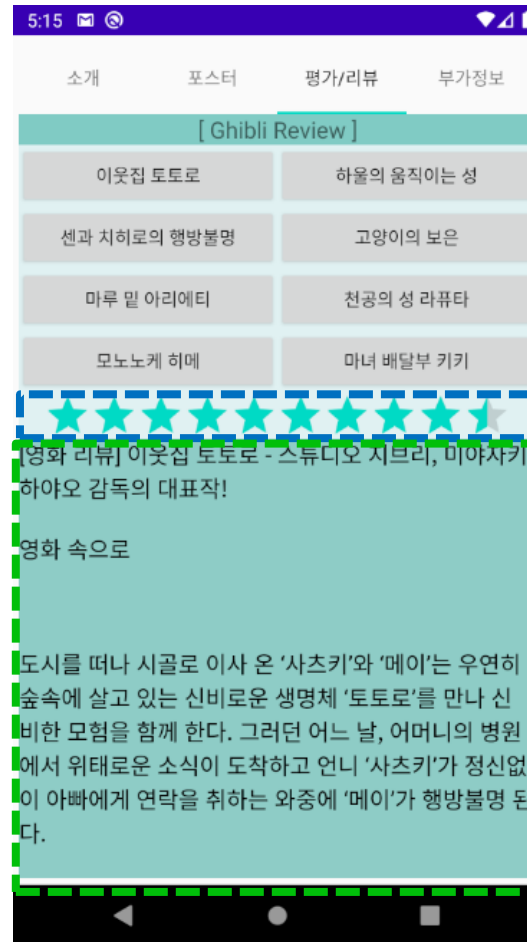 5:15
소개 포스터 평가/리뷰 부가정보
[ Ghibli Review ]
이웃집 토토로 하울의 움직이는 성
센과 치히로의 행방불명 고양이의 보은
마루 밑 아리에티 천공의 성 라퓨타
모노노케 히메 마녀 배달부 키키
[영화 리뷰] 이웃집 토토로 - 스튜디오 지브리, 미야자키
하야오 감독의 대표작!
영화 속으로
도시를 떠나 시골로 이사 온 ‘사츠키’와 ‘메이’는 우연히
숲속에 살고 있는 신비로운 생명체 ‘토토로’를 만나 신
비한 모험을 함께 한다. 그러던 어느 날, 어머니의 병원
에서 위태로운 소식이 도착하고 언니 ‘사츠키’가 정신없
이 아빠에게 연락을 취하는 와중에 ‘메이’가 행방불명 된
다.